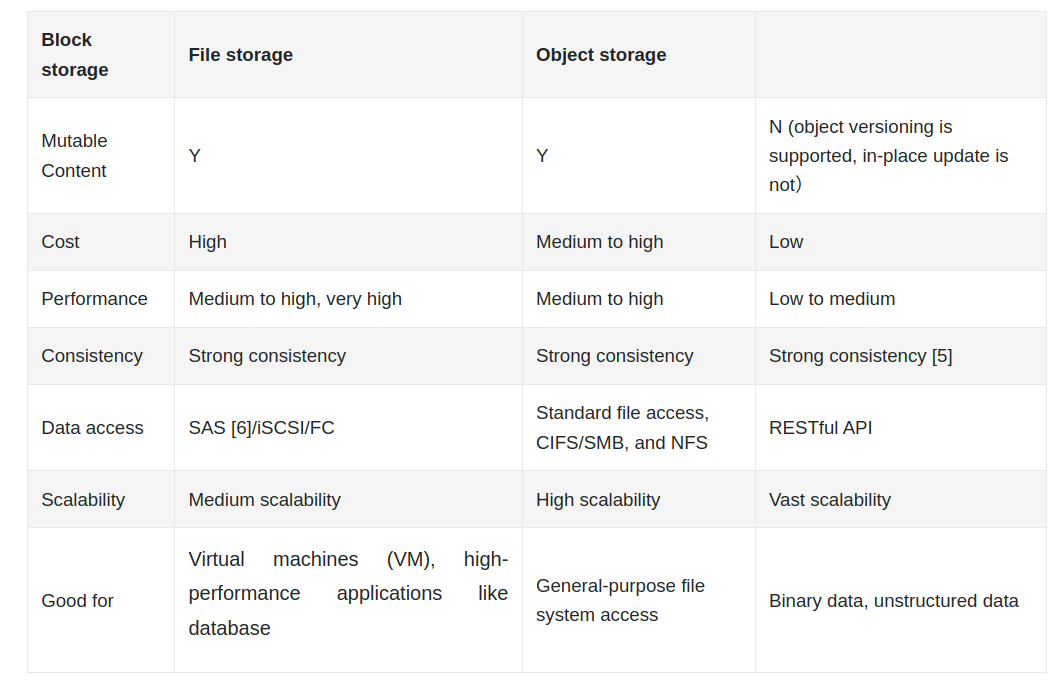 Block
storage
File storage
Object storage
Mutable
Content
Y
Y
N (object versioning is
supported, in-place update is
not）
Cost
High
Medium to high
Low
Performance
Medium to high, very high
Medium to high
Low to medium
Consistency
Strong consistency
Strong consistency
Strong consistency [5]
Data access
SAS [6]/iSCSI/FC
Standard file access,
CIFS/SMB, and NFS
RESTful API
Scalability
Medium scalability
High scalability
Vast scalability
Good for
Virtual machines (VM), high-
performance applications like
database
General-purpose file
system access
Binary data, unstructured data